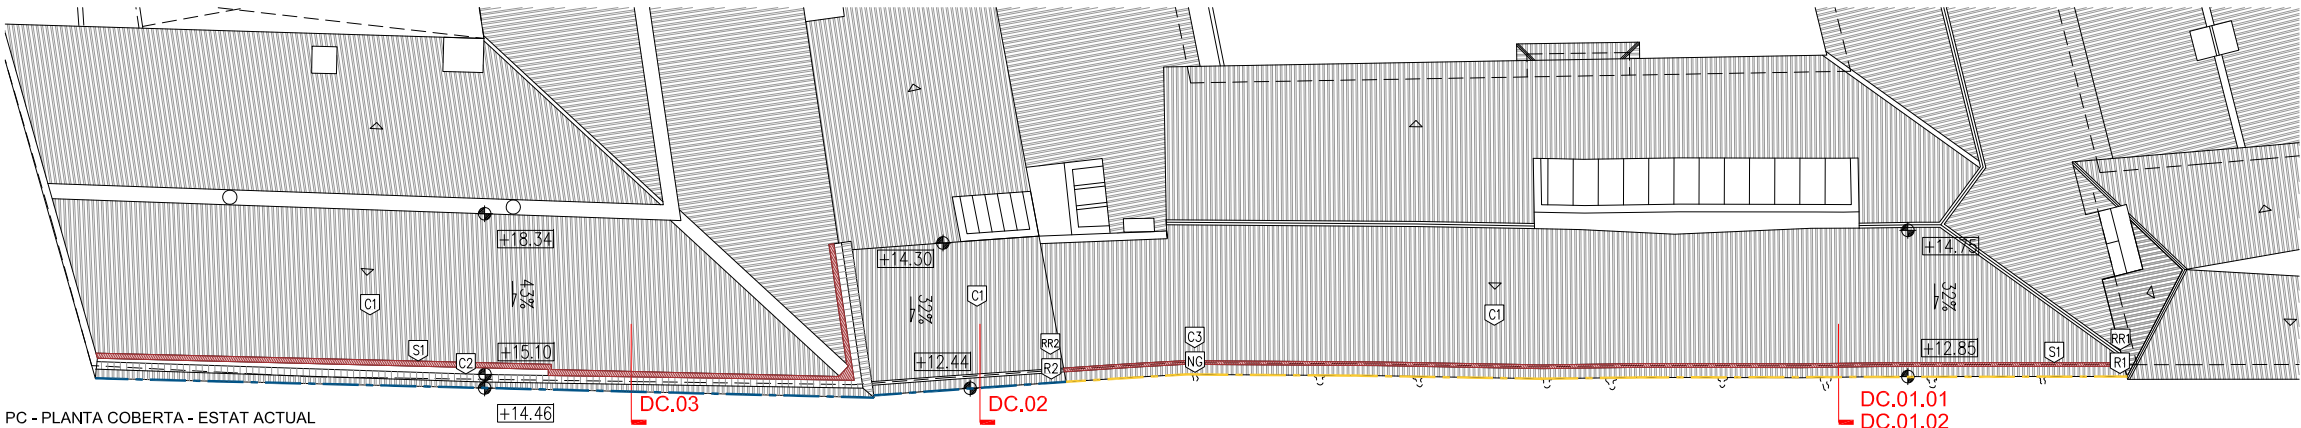 +18.34
+14.30
+14.75
C1
43%
C1
32%
C1
32%
S1
C2
+15.10
+12.44
RR2
R2
C3
NG
+12.85
S1
RR1
R1
+14.46
DC.03
DC.02
DC.01.01
DC.01.02
PC - PLANTA COBERTA - ESTAT ACTUAL